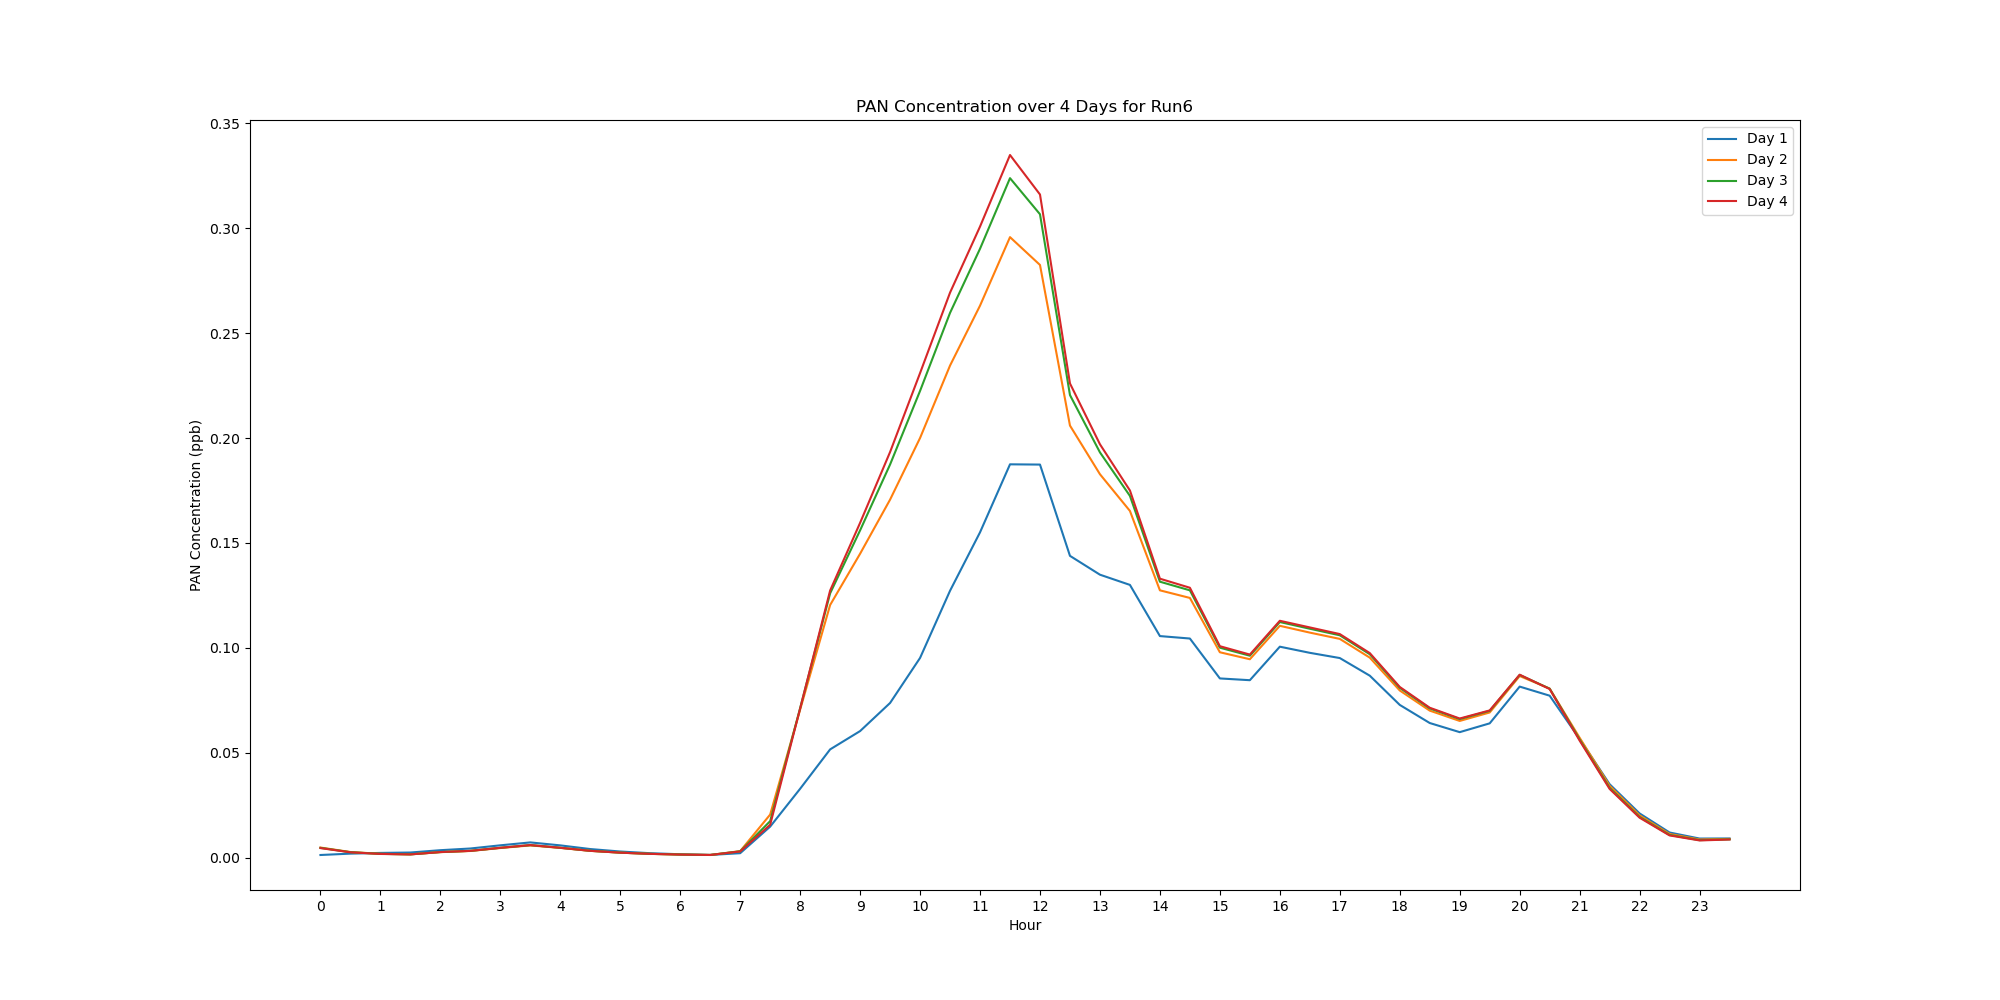 PAN Concentration over 4 Days for Run6
0.35
0.30
0.25
0.20
0.15
0.10
0.05
0.00
PAN Concentration (ppb)
Day 1
Day 2
Day 3
Day 4
0 1 2 3 4 5 6 7 8 9 10 11 12 13 14 15 16 17 18 19 20 21 22 23
Hour